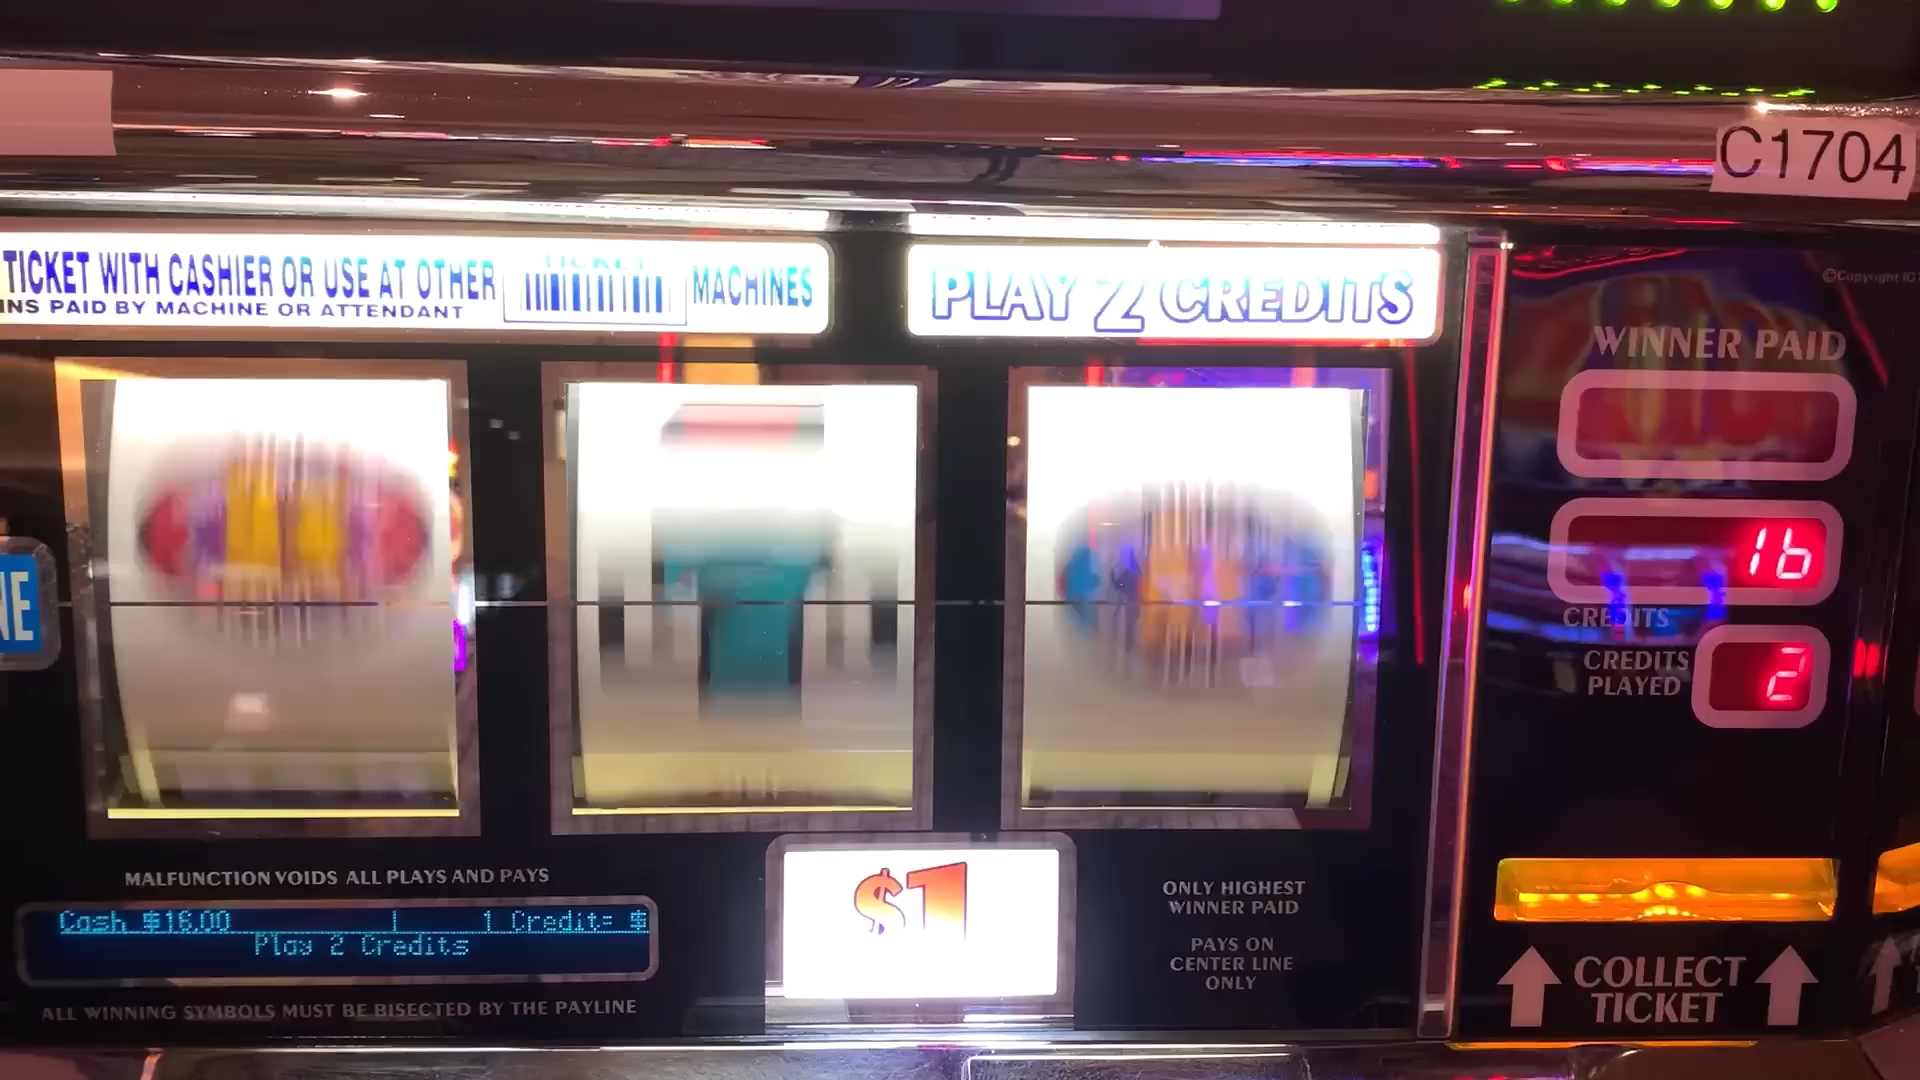 C1704
TICKET WITH CASHIER OR USE AT OTHER
MACHINES
INS PAID BY MACHINE OR ATTENDANT
PLAY 2 CREDITS
©Copyright IGT
WINNER PAID
16
CREDITS
CREDITS
PLAYED
2
NE
MALFUNCTION VOIDS ALL PLAYS AND PAYS
Cash $16.00 | 1 Credit= $
Play 2 Credits
ALL WINNING SYMBOLS MUST BE BISECTED BY THE PAYLINE
$1
ONLY HIGHEST
WINNER PAID
PAYS ON
CENTER LINE
ONLY
COLLECT
TICKET